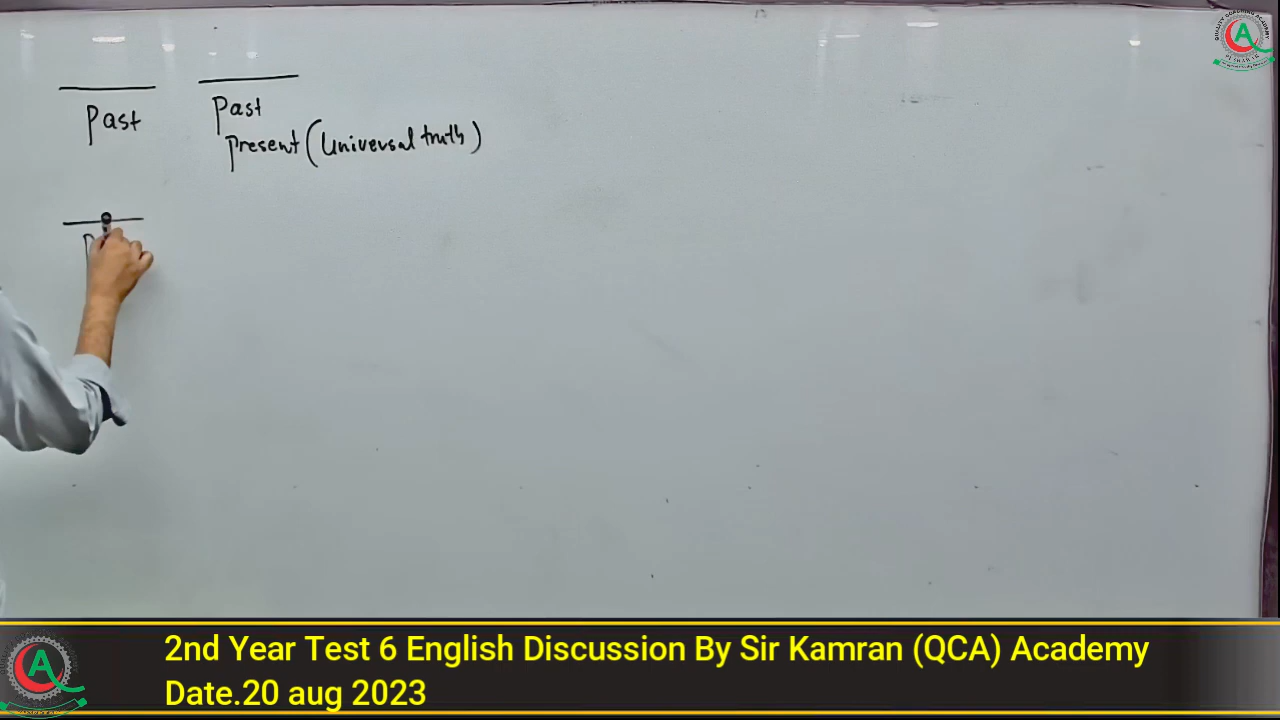 Past
Past
Present (Universal truth)
P
2nd Year Test 6 English Discussion By Sir Kamran (QCA) Academy
Date.20 aug 2023